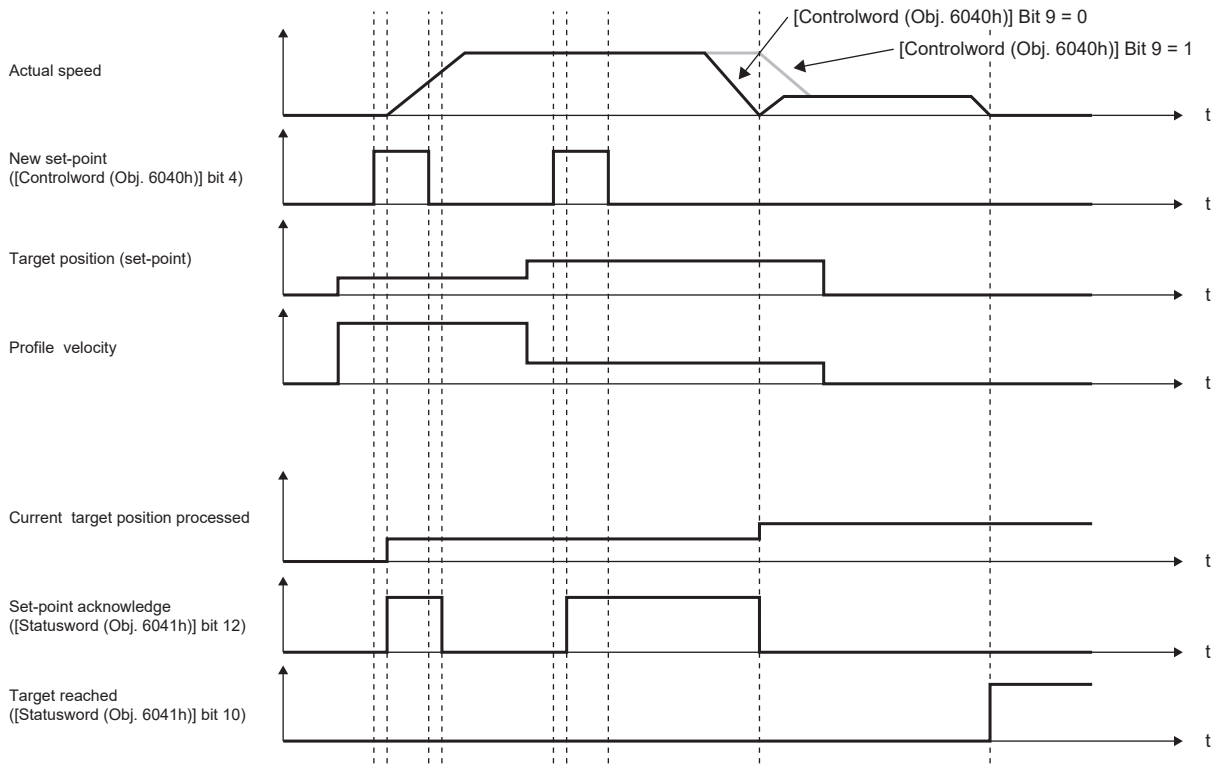 [Controlword (Obj. 6040h)] Bit 9 = 0
[Controlword (Obj. 6040h)] Bit 9 = 1
Actual speed
t
New set-point
([Controlword (Obj. 6040h)] bit 4)
t
Target position (set-point)
t
Profile velocity
t
Current target position processed
t
Set-point acknowledge
([Statusword (Obj. 6041h)] bit 12)
t
Target reached
([Statusword (Obj. 6041h)] bit 10)
t